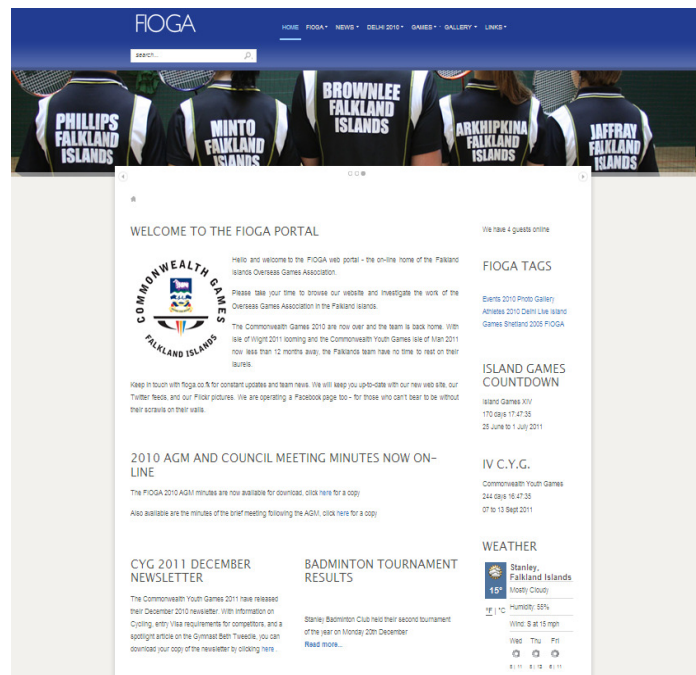 FIOGA
HOME FIOGA NEWS DELHI 2010 GAMES GALLERY LINKS
search...
PHILLIPS
FALKLAND
ISLANDS
MINTO
FALKLAND
ISLANDS
BROWNLEE
FALKLAND
ISLANDS
ARKHIPKINA
FALKLAND
ISLANDS
JAFFRAY
FALKLAND
ISLANDS
WELCOME TO THE FIOGA PORTAL
COMMONWEALTH GAMES
FALKLAND ISLANDS
Hello and welcome to the FIOGA web portal - the on-line home of the Falkland
Islands Overseas Games Association.
Please take your time to browse our website and investigate the work of the
Overseas Games Association in the Falkland Islands.
The Commonwealth Games 2010 are now over and the team is back home. With
Isle of Wight 2011 looming and the Commonwealth Youth Games Isle of Man 2011
now less than 12 months away, the Falklands team have no time to rest on their
laurels.
Keep in touch with fioga.co.fk for constant updates and team news. We will keep you up-to-date with our new web site, our
Twitter feeds, and our Flickr pictures. We are operating a Facebook page too - for those who can't bear to be without
their scrawls on their walls.
2010 AGM AND COUNCIL MEETING MINUTES NOW ON-
LINE
The FIOGA 2010 AGM minutes are now available for download, click here for a copy
Also available are the minutes of the brief meeting following the AGM, click here for a copy
CYG 2011 DECEMBER
NEWSLETTER
The Commonwealth Youth Games 2011 have released
their December 2010 newsletter. With information on
Cycling, entry Visa requirements for competitors, and a
spotlight article on the Gymnast Beth Tweddle, you can
download your copy of the newsletter by clicking here .
BADMINTON TOURNAMENT
RESULTS
Stanley Badminton Club held their second tournament
of the year on Monday 20th December
Read more...
We have 4 guests online
FIOGA TAGS
Events 2010 Photo Gallery
Athletes 2010 Delhi Live Island
Games Shetland 2005 FIOGA
ISLAND GAMES
COUNTDOWN
Island Games XIV
170 days 17:47:35
25 June to 1 July 2011
IV C.Y.G.
Commonwealth Youth Games
244 days 16:47:35
07 to 13 Sept 2011
WEATHER
Stanley,
Falkland Islands
15° Mostly Cloudy
°F | °C Humidity: 55%
Wind: S at 15 mph
Wed Thu Fri
5 | 11 5 | 12 6 | 11